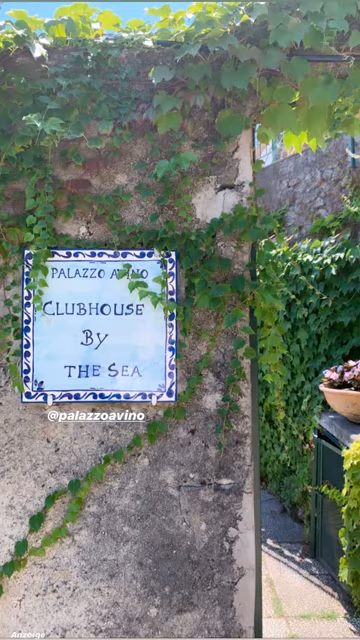 PALAZZO AVINO
CLUBHOUSE
By
THE SEA
@palazzoavino
Anzeige